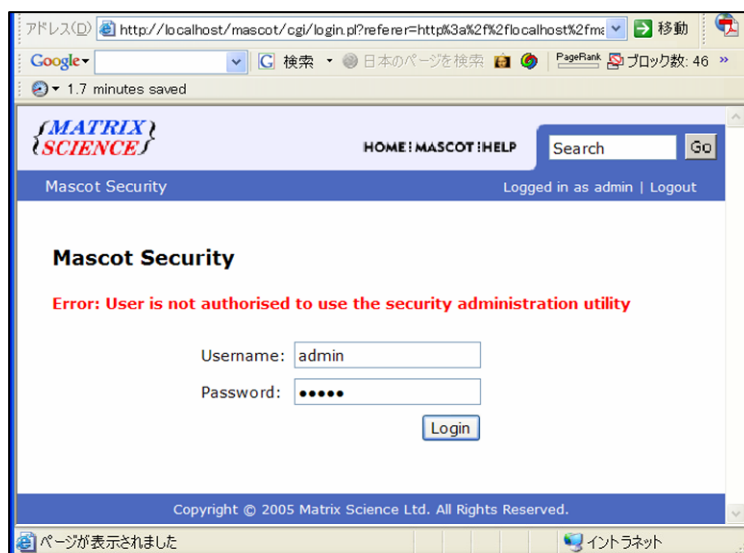 アドレス(D) http://localhost/mascot/cgi/login.pl?referer=http%3a%2f%2flocalhost%2fma 移動
Google 検索 日本のページを検索 PageRank ブロック数: 46 »
1.7 minutes saved
MATRIX
SCIENCE
HOME MASCOT HELP
Search Go
Mascot Security Logged in as admin | Logout
Mascot Security
Error: User is not authorised to use the security administration utility
Username: admin
Password: •••••
Login
Copyright © 2005 Matrix Science Ltd. All Rights Reserved.
ページが表示されました イントラネット